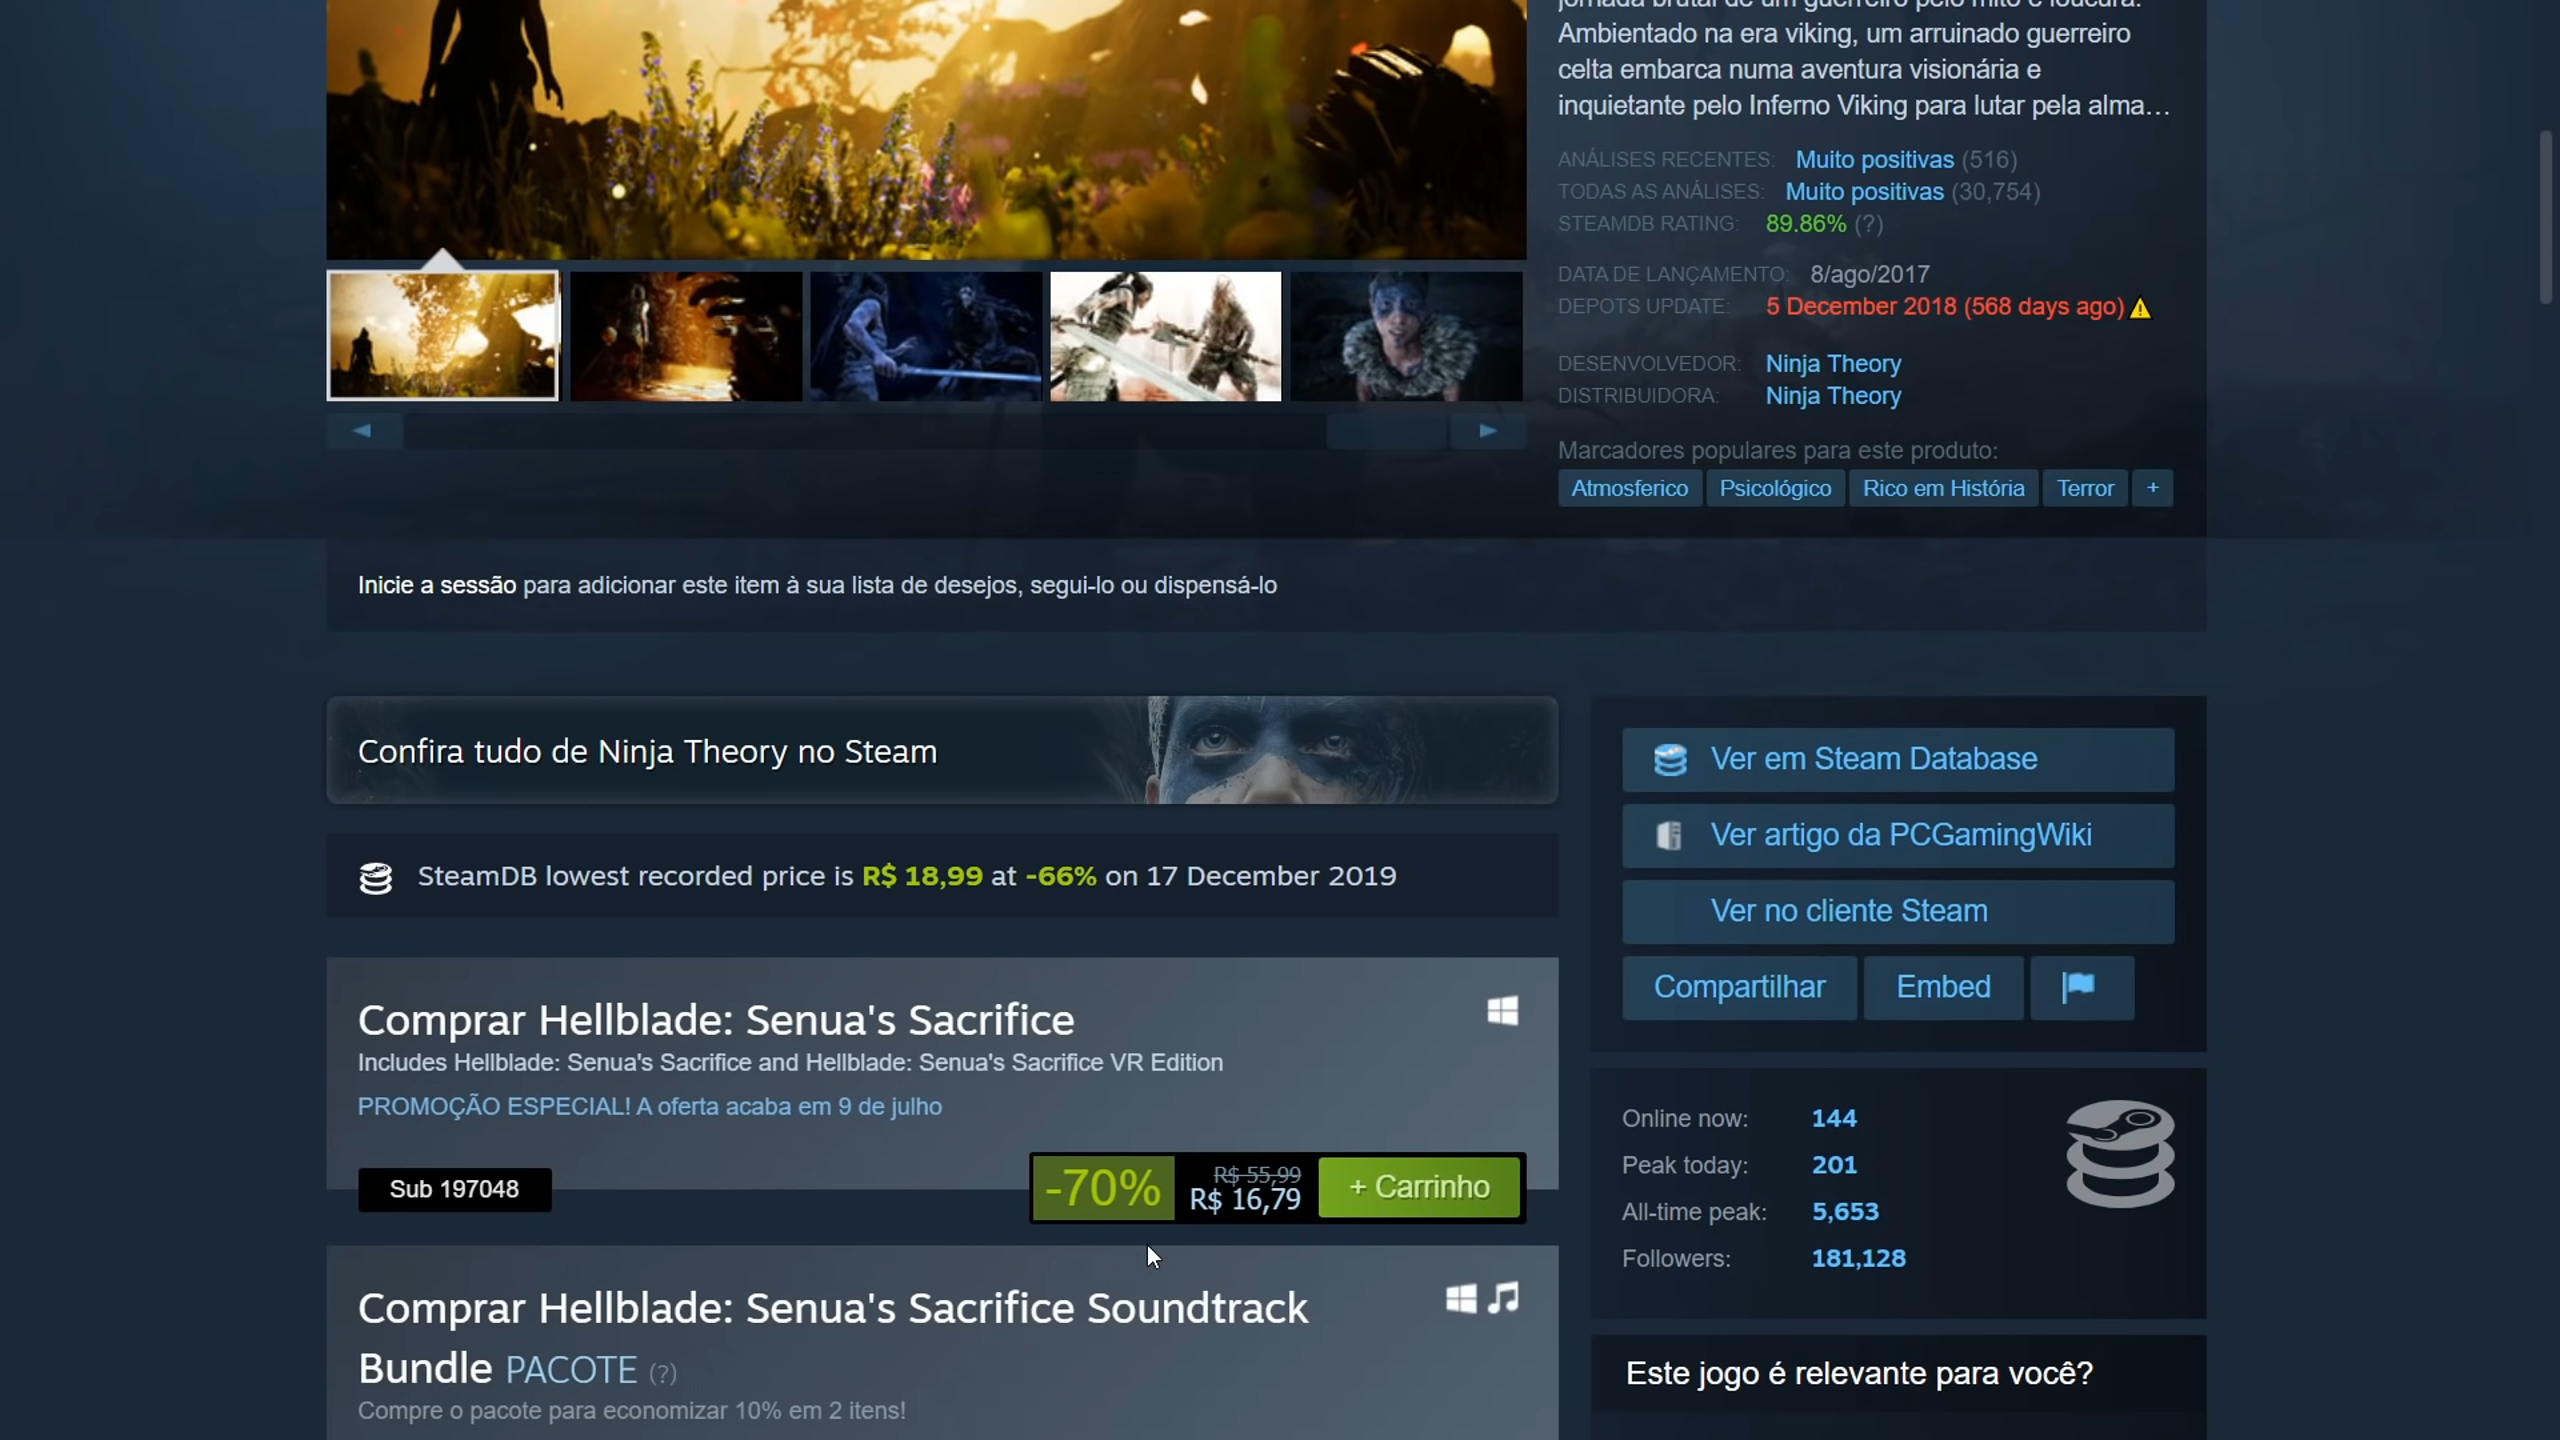 jornada brutal de um guerreiro pelo mito e loucura.
Ambientado na era viking, um arruinado guerreiro
celta embarca numa aventura visionária e
inquietante pelo Inferno Viking para lutar pela alma…
ANÁLISES RECENTES: Muito positivas (516)
TODAS AS ANÁLISES: Muito positivas (30,754)
STEAMDB RATING: 89.86% (?)
DATA DE LANÇAMENTO: 8/ago/2017
DEPOTS UPDATE: 5 December 2018 (568 days ago)
DESENVOLVEDOR: Ninja Theory
DISTRIBUIDORA: Ninja Theory
Marcadores populares para este produto:
Atmosferico Psicológico Rico em História Terror +
Inicie a sessão para adicionar este item à sua lista de desejos, segui-lo ou dispensá-lo
Confira tudo de Ninja Theory no Steam
SteamDB lowest recorded price is R$ 18,99 at -66% on 17 December 2019
Comprar Hellblade: Senua's Sacrifice
Includes Hellblade: Senua's Sacrifice and Hellblade: Senua's Sacrifice VR Edition
PROMOÇÃO ESPECIAL! A oferta acaba em 9 de julho
Sub 197048
-70%
R$ 55,99
R$ 16,79
+ Carrinho
Comprar Hellblade: Senua's Sacrifice Soundtrack
Bundle PACOTE (?)
Compre o pacote para economizar 10% em 2 itens!
Ver em Steam Database
Ver artigo da PCGamingWiki
Ver no cliente Steam
Compartilhar Embed
Online now: 144
Peak today: 201
All-time peak: 5,653
Followers: 181,128
Este jogo é relevante para você?